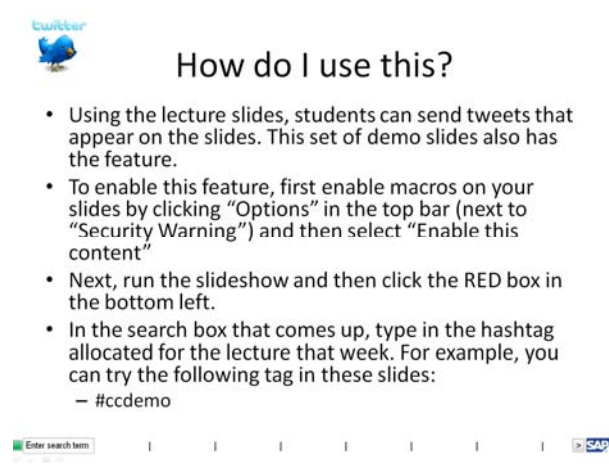 twitter
How do I use this?
• Using the lecture slides, students can send tweets that
appear on the slides. This set of demo slides also has
the feature.
• To enable this feature, first enable macros on your
slides by clicking “Options” in the top bar (next to
“Security Warning”) and then select “Enable this
content”
• Next, run the slideshow and then click the RED box in
the bottom left.
• In the search box that comes up, type in the hashtag
allocated for the lecture that week. For example, you
can try the following tag in these slides:
– #ccdemo
Enter search term | | | | | | | > SAP